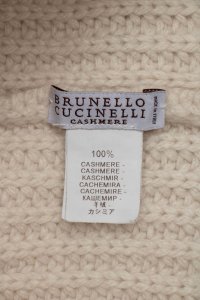 BRUNELLO
CUCINELLI
CASHMERE
100%
CASHMERE -
CASHMERE -
KASCHMIR -
CACHEMIRA -
CACHEMIRE -
КАШЕМИР -
羊绒 -
カシミア